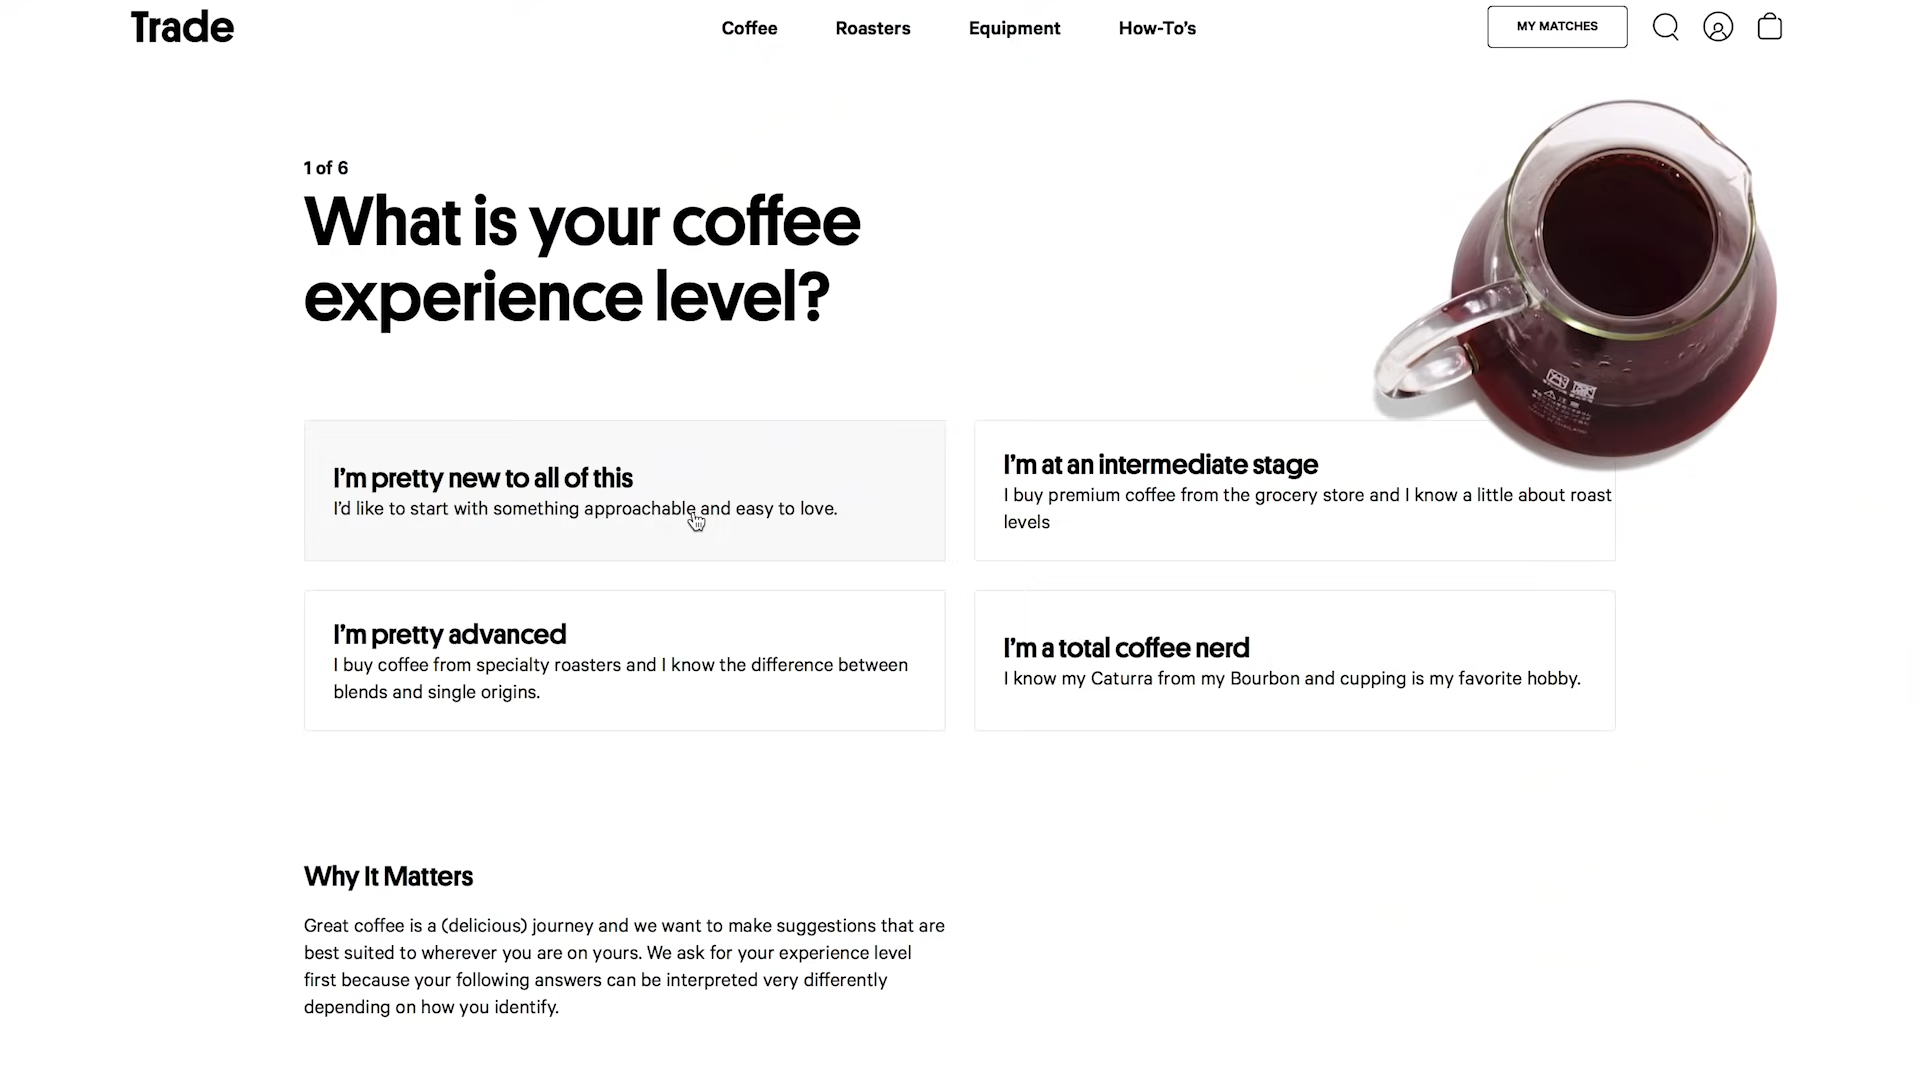 Trade
Coffee
Roasters
Equipment
How-To's
MY MATCHES
1 of 6
What is your coffee
experience level?
I'm pretty new to all of this
I'd like to start with something approachable and easy to love.
I'm at an intermediate stage
I buy premium coffee from the grocery store and I know a little about roast
levels
I'm pretty advanced
I buy coffee from specialty roasters and I know the difference between
blends and single origins.
I'm a total coffee nerd
I know my Caturra from my Bourbon and cupping is my favorite hobby.
Why It Matters
Great coffee is a (delicious) journey and we want to make suggestions that are
best suited to wherever you are on yours. We ask for your experience level
first because your following answers can be interpreted very differently
depending on how you identify.